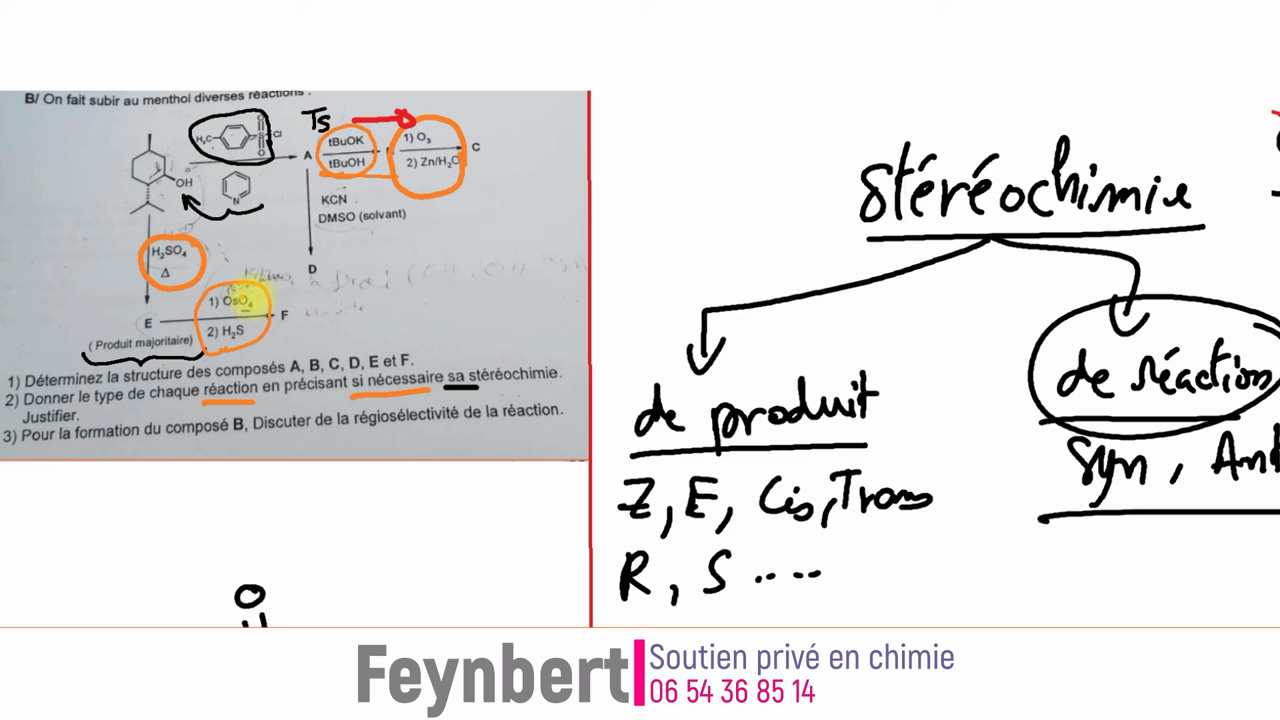 B/ On fait subir au menthol diverses réactions :
Ts
H₃C
Cl
tBuOK
1) O₃
A
C
tBuOH
2) Zn/H₂O
OH
N
KCN
DMSO (solvant)
H₂SO₄
Δ
D
1) OsO₄
E
F
2) H₂S
( Produit majoritaire)
1) Déterminez la structure des composés A, B, C, D, E et F.
2) Donner le type de chaque réaction en précisant si nécessaire sa stéréochimie.
Justifier.
3) Pour la formation du composé B, Discuter de la régiosélectivité de la réaction.
O
Stéréochimie
de produit
Z, E, Cis, Trans
R, S ....
de réaction
Syn, Anti
Feynbert
Soutien privé en chimie
06 54 36 85 14